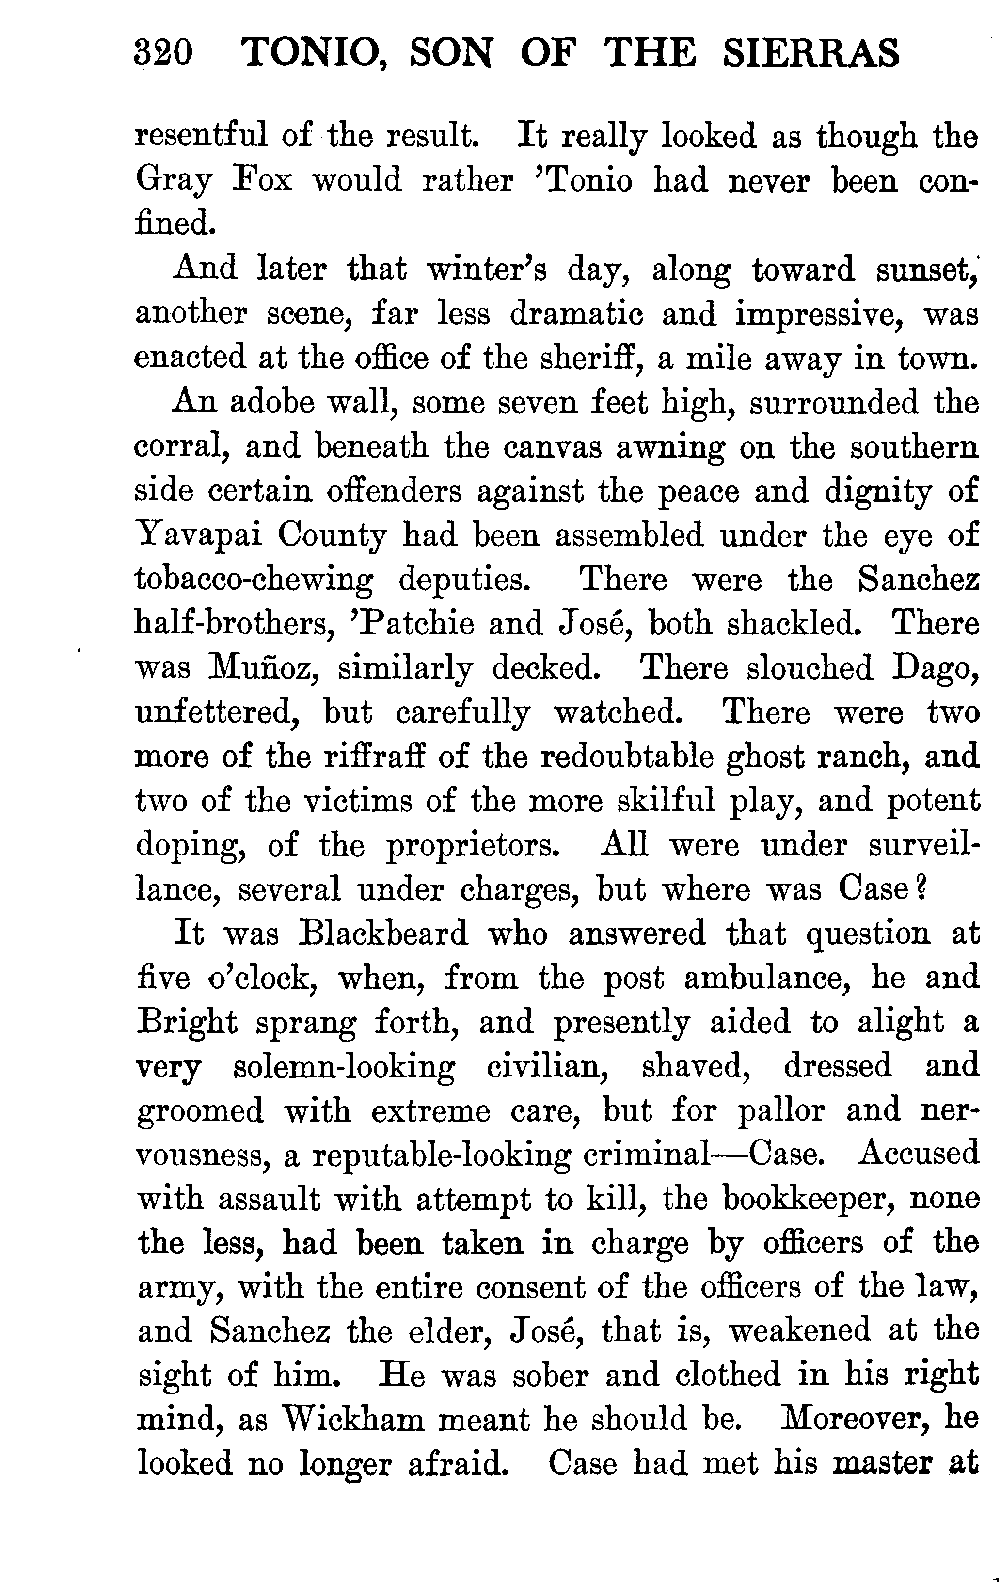 320 TONIO, SON OF THE SIERRAS
resentful of the result. It really looked as though the
Gray Fox would rather ’Tonio had never been con-
fined.
And later that winter’s day, along toward sunset,
another scene, far less dramatic and impressive, was
enacted at the office of the sheriff, a mile away in town.
An adobe wall, some seven feet high, surrounded the
corral, and beneath the canvas awning on the southern
side certain offenders against the peace and dignity of
Yavapai County had been assembled under the eye of
tobacco-chewing deputies. There were the Sanchez
half-brothers, ’Patchie and José, both shackled. There
was Muñoz, similarly decked. There slouched Dago,
unfettered, but carefully watched. There were two
more of the riffraff of the redoubtable ghost ranch, and
two of the victims of the more skilful play, and potent
doping, of the proprietors. All were under surveil-
lance, several under charges, but where was Case?
It was Blackbeard who answered that question at
five o’clock, when, from the post ambulance, he and
Bright sprang forth, and presently aided to alight a
very solemn-looking civilian, shaved, dressed and
groomed with extreme care, but for pallor and ner-
vousness, a reputable-looking criminal—Case. Accused
with assault with attempt to kill, the bookkeeper, none
the less, had been taken in charge by officers of the
army, with the entire consent of the officers of the law,
and Sanchez the elder, José, that is, weakened at the
sight of him. He was sober and clothed in his right
mind, as Wickham meant he should be. Moreover, he
looked no longer afraid. Case had met his master at